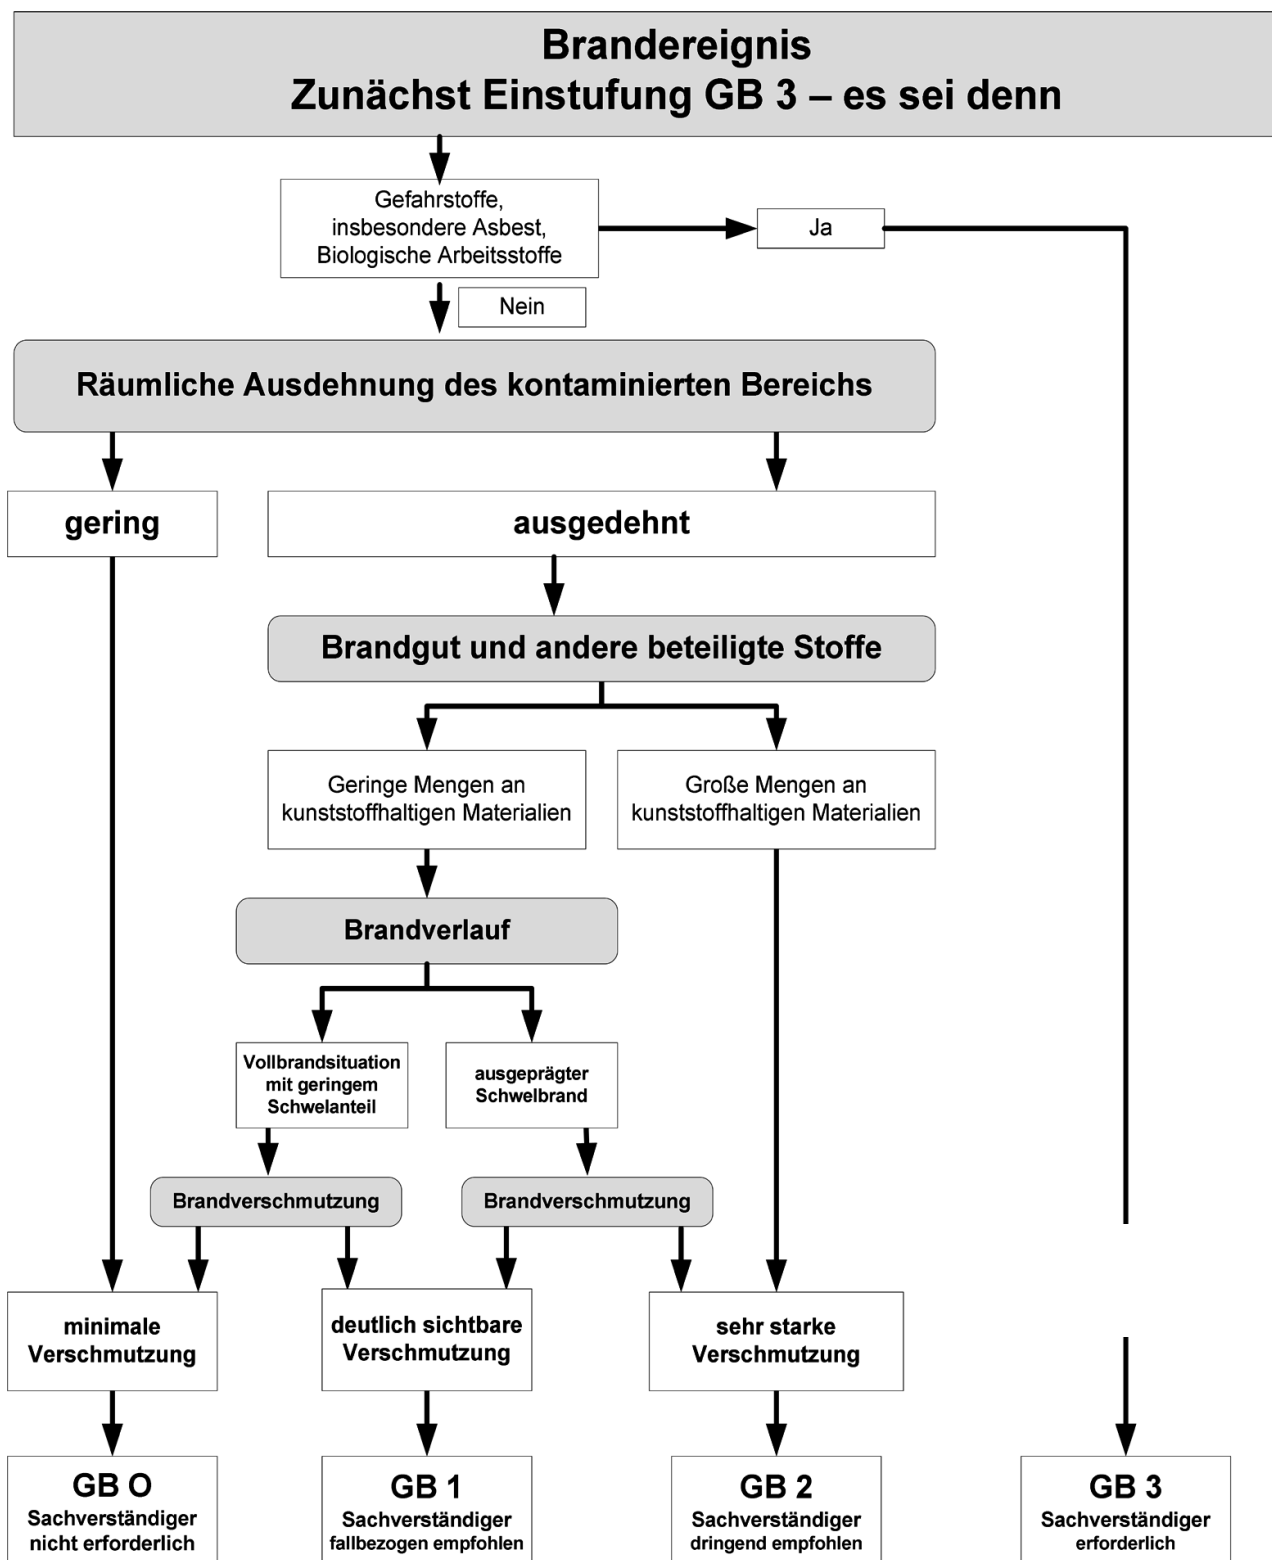 Brandereignis
Zunächst Einstufung GB 3 – es sei denn
Gefahrstoffe,
insbesondere Asbest,
Biologische Arbeitsstoffe
Ja
Nein
Räumliche Ausdehnung des kontaminierten Bereichs
gering
ausgedehnt
Brandgut und andere beteiligte Stoffe
Geringe Mengen an
kunststoffhaltigen Materialien
Große Mengen an
kunststoffhaltigen Materialien
Brandverlauf
Vollbrandsituation
mit geringem
Schwelanteil
ausgeprägter
Schwelbrand
Brandverschmutzung
Brandverschmutzung
minimale
Verschmutzung
deutlich sichtbare
Verschmutzung
sehr starke
Verschmutzung
GB O
Sachverständiger
nicht erforderlich
GB 1
Sachverständiger
fallbezogen empfohlen
GB 2
Sachverständiger
dringend empfohlen
GB 3
Sachverständiger
erforderlich